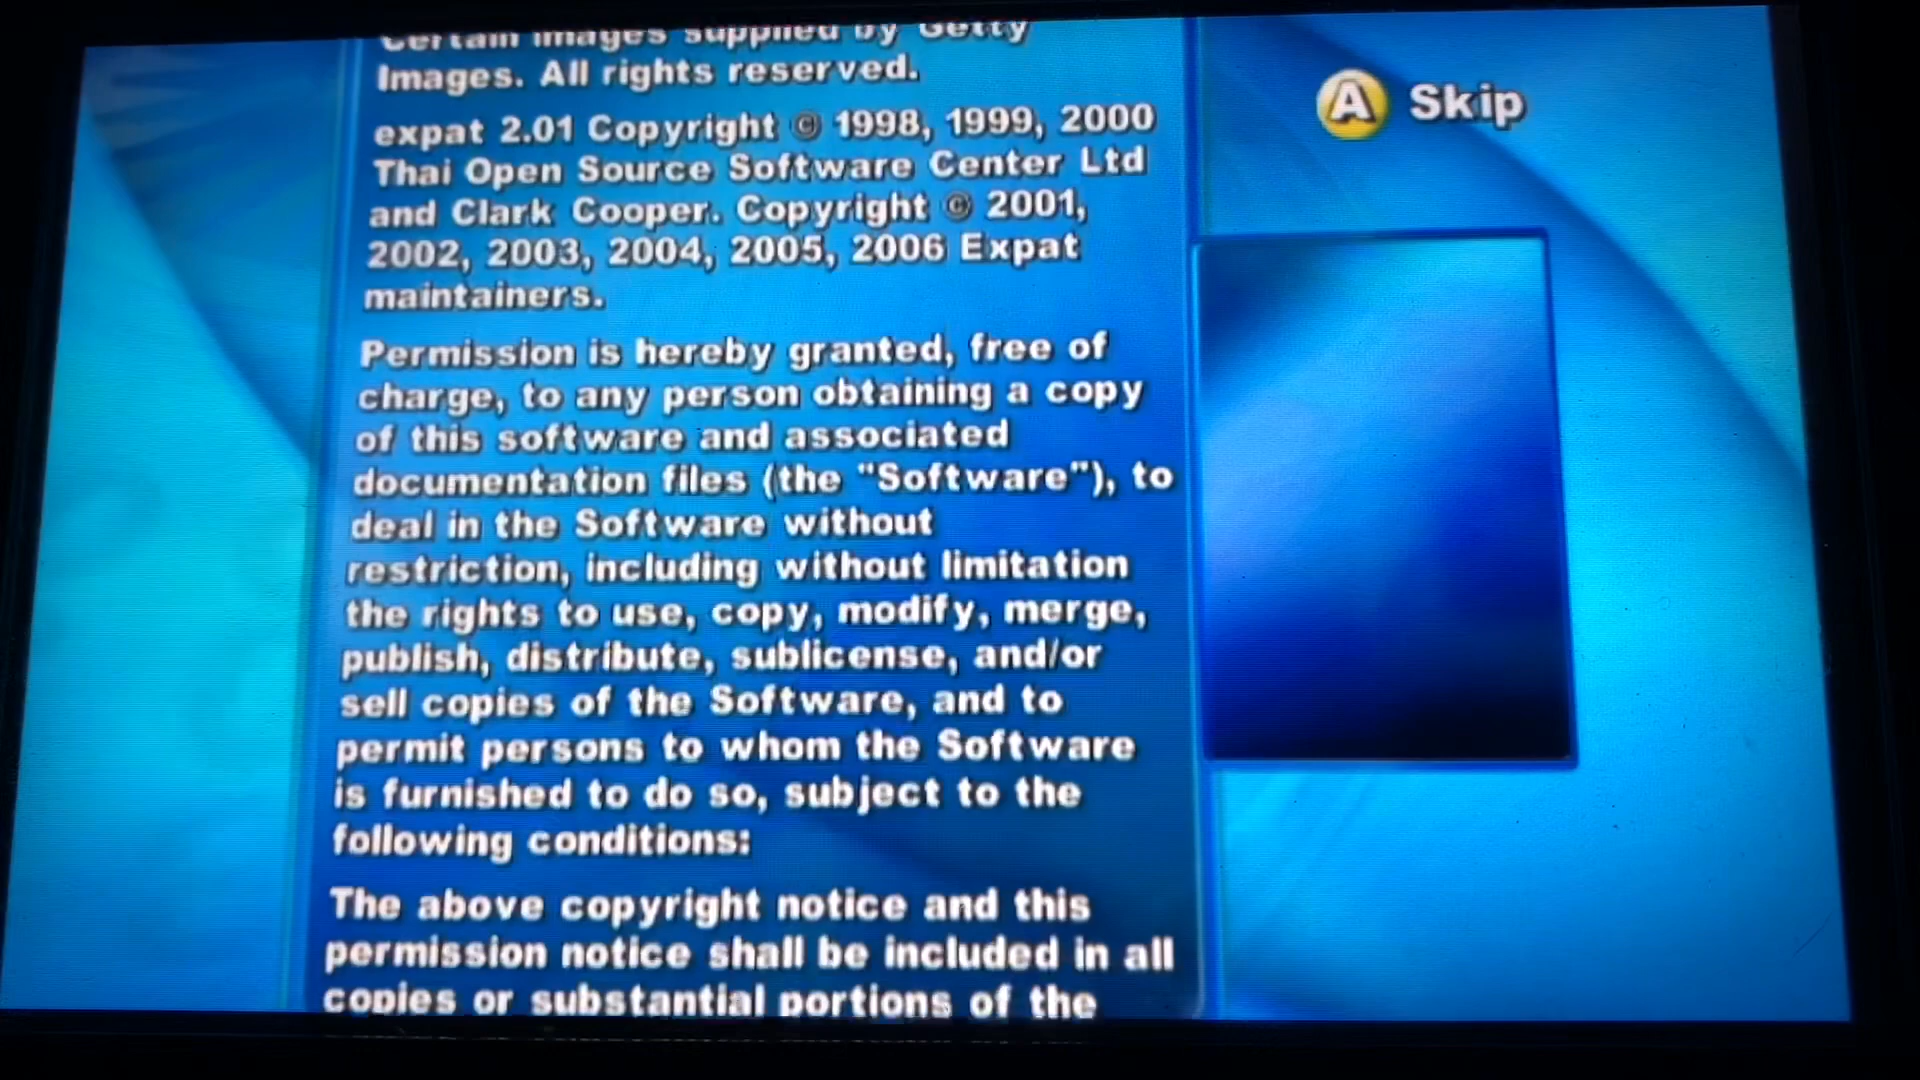 Certain images supplied by Getty
Images. All rights reserved.
expat 2.01 Copyright © 1998, 1999, 2000
Thai Open Source Software Center Ltd
and Clark Cooper. Copyright © 2001,
2002, 2003, 2004, 2005, 2006 Expat
maintainers.
Permission is hereby granted, free of
charge, to any person obtaining a copy
of this software and associated
documentation files (the "Software"), to
deal in the Software without
restriction, including without limitation
the rights to use, copy, modify, merge,
publish, distribute, sublicense, and/or
sell copies of the Software, and to
permit persons to whom the Software
is furnished to do so, subject to the
following conditions:
The above copyright notice and this
permission notice shall be included in all
copies or substantial portions of the
A Skip